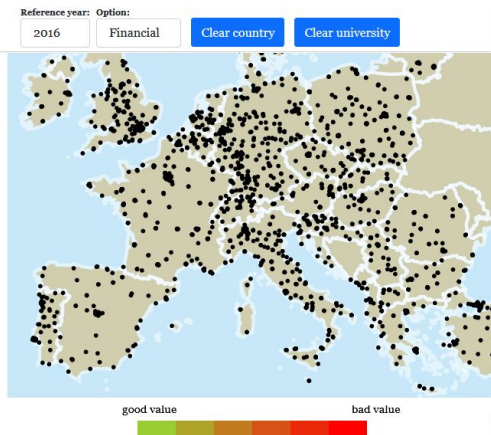 Reference year: Option:
2016 Financial Clear country Clear university
good value bad value